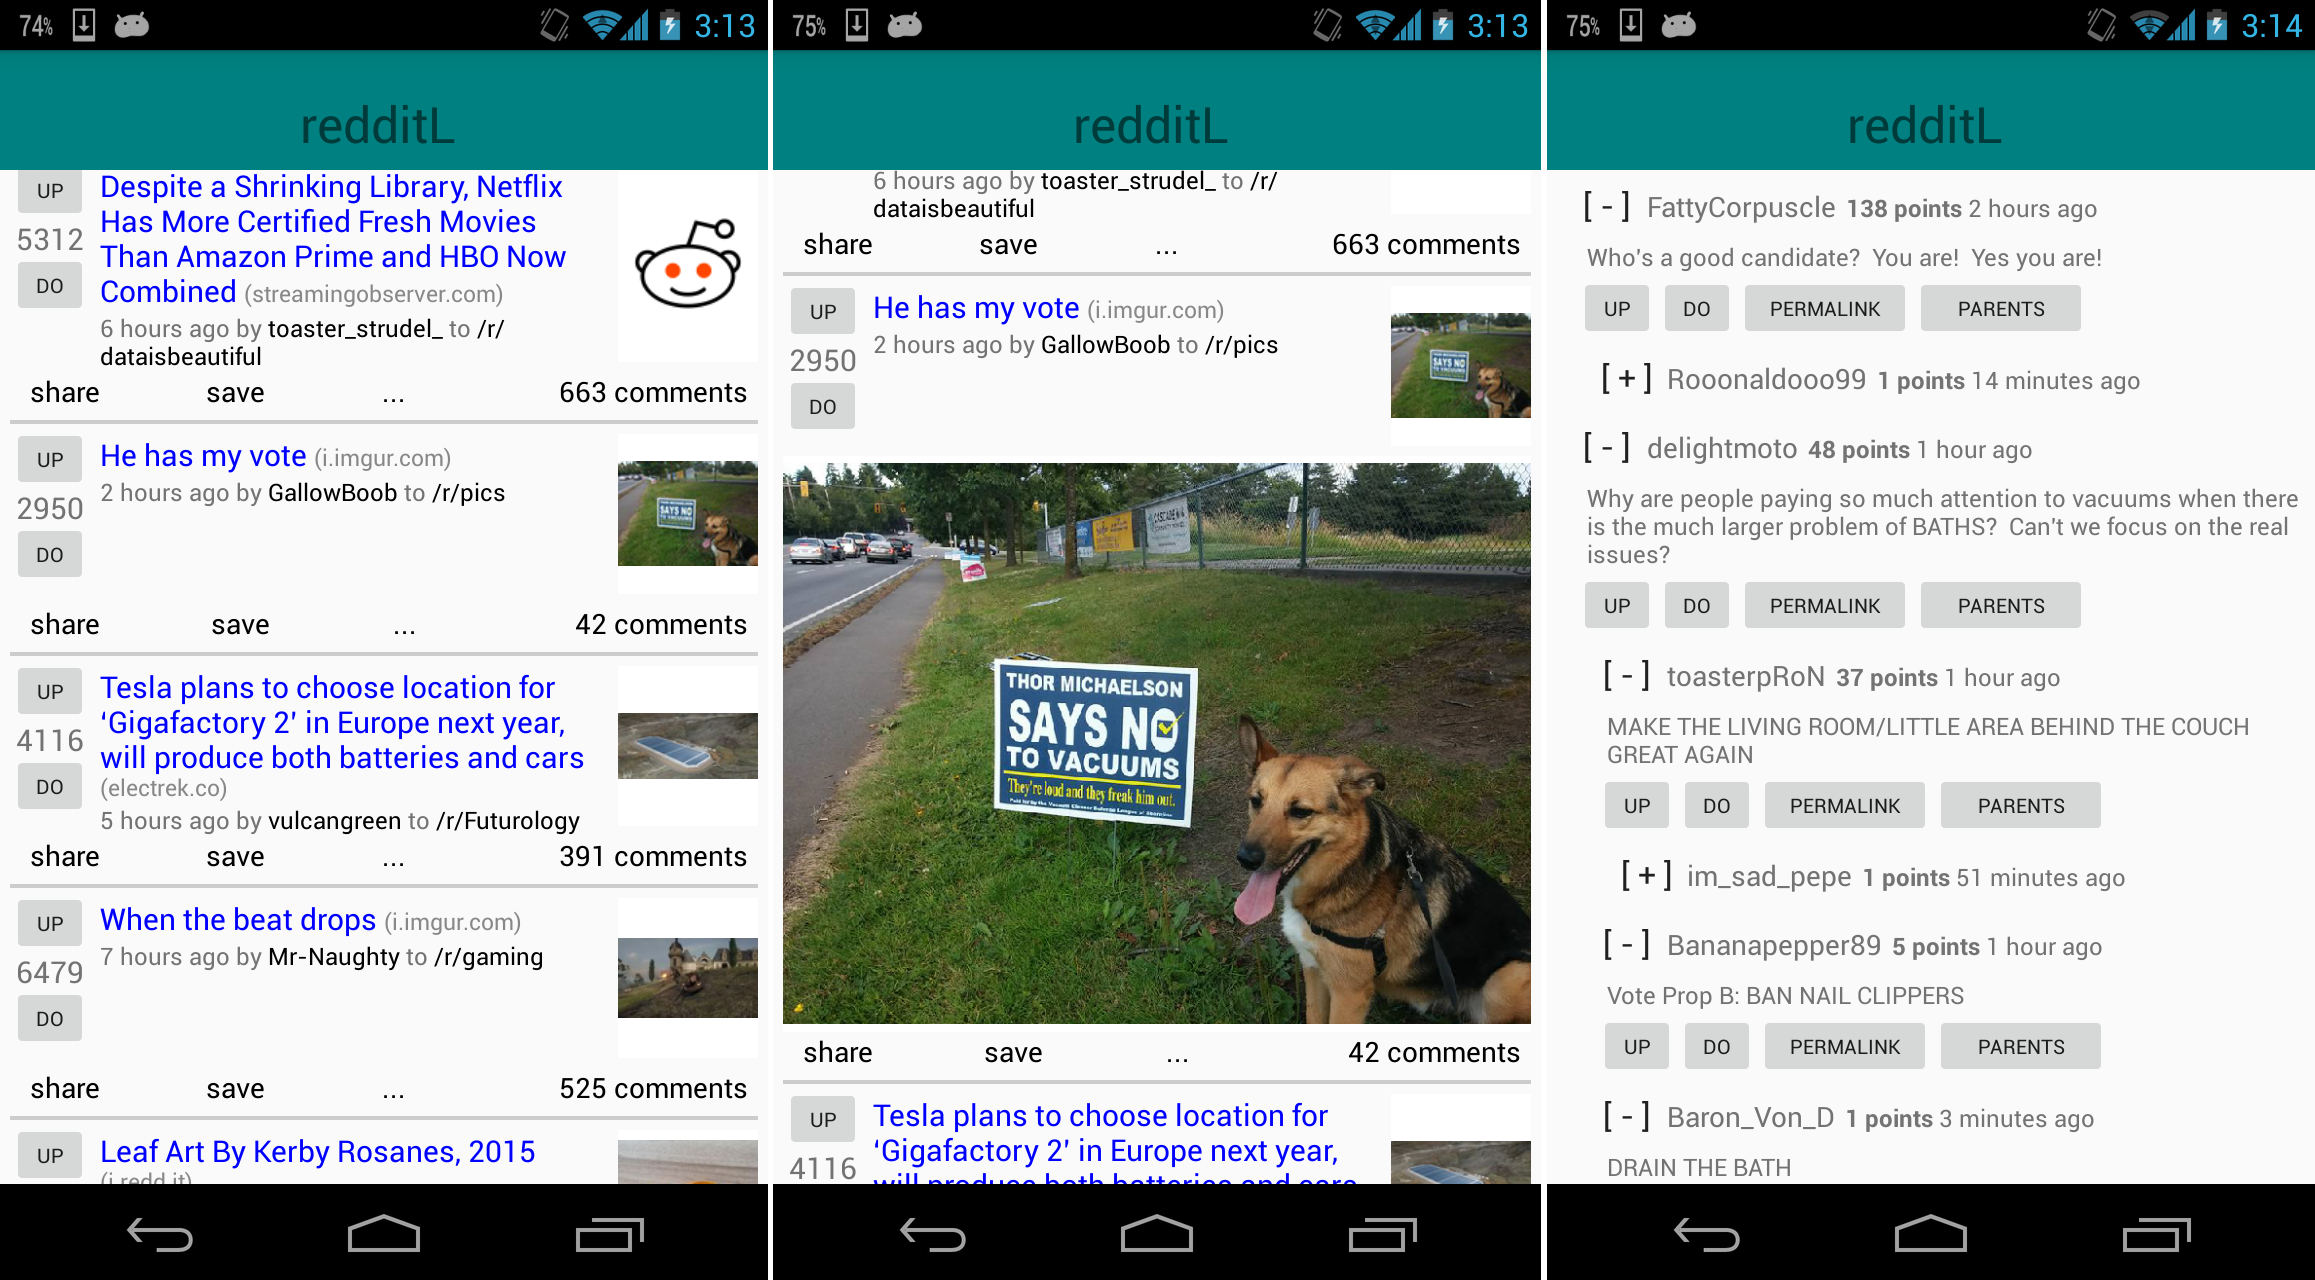 74%
3:13
redditL
UP
5312
DO
Despite a Shrinking Library, Netflix
Has More Certified Fresh Movies
Than Amazon Prime and HBO Now
Combined (streamingobserver.com)
6 hours ago by toaster_strudel_ to /r/
dataisbeautiful
share save ... 663 comments
UP
2950
DO
He has my vote (i.imgur.com)
2 hours ago by GallowBoob to /r/pics
SAYS NO
share save ... 42 comments
UP
4116
DO
Tesla plans to choose location for
‘Gigafactory 2’ in Europe next year,
will produce both batteries and cars
(electrek.co)
5 hours ago by vulcangreen to /r/Futurology
share save ... 391 comments
UP
6479
DO
When the beat drops (i.imgur.com)
7 hours ago by Mr-Naughty to /r/gaming
share save ... 525 comments
UP
Leaf Art By Kerby Rosanes, 2015
(i.redd.it)
75%
3:13
redditL
6 hours ago by toaster_strudel_ to /r/
dataisbeautiful
share save ... 663 comments
UP
2950
DO
He has my vote (i.imgur.com)
2 hours ago by GallowBoob to /r/pics
SAYS NO
CASCADE
THOR MICHAELSON
SAYS NO
TO VACUUMS
They're loud and they freak him out.
share save ... 42 comments
UP
4116
Tesla plans to choose location for
‘Gigafactory 2’ in Europe next year,
will produce both batteries and cars
75%
3:14
redditL
[ - ] FattyCorpuscle 138 points 2 hours ago
Who's a good candidate? You are! Yes you are!
UP DO PERMALINK PARENTS
[ + ] Rooonaldooo99 1 points 14 minutes ago
[ - ] delightmoto 48 points 1 hour ago
Why are people paying so much attention to vacuums when there
is the much larger problem of BATHS? Can't we focus on the real
issues?
UP DO PERMALINK PARENTS
[ - ] toasterpRoN 37 points 1 hour ago
MAKE THE LIVING ROOM/LITTLE AREA BEHIND THE COUCH
GREAT AGAIN
UP DO PERMALINK PARENTS
[ + ] im_sad_pepe 1 points 51 minutes ago
[ - ] Bananapepper89 5 points 1 hour ago
Vote Prop B: BAN NAIL CLIPPERS
UP DO PERMALINK PARENTS
[ - ] Baron_Von_D 1 points 3 minutes ago
DRAIN THE BATH